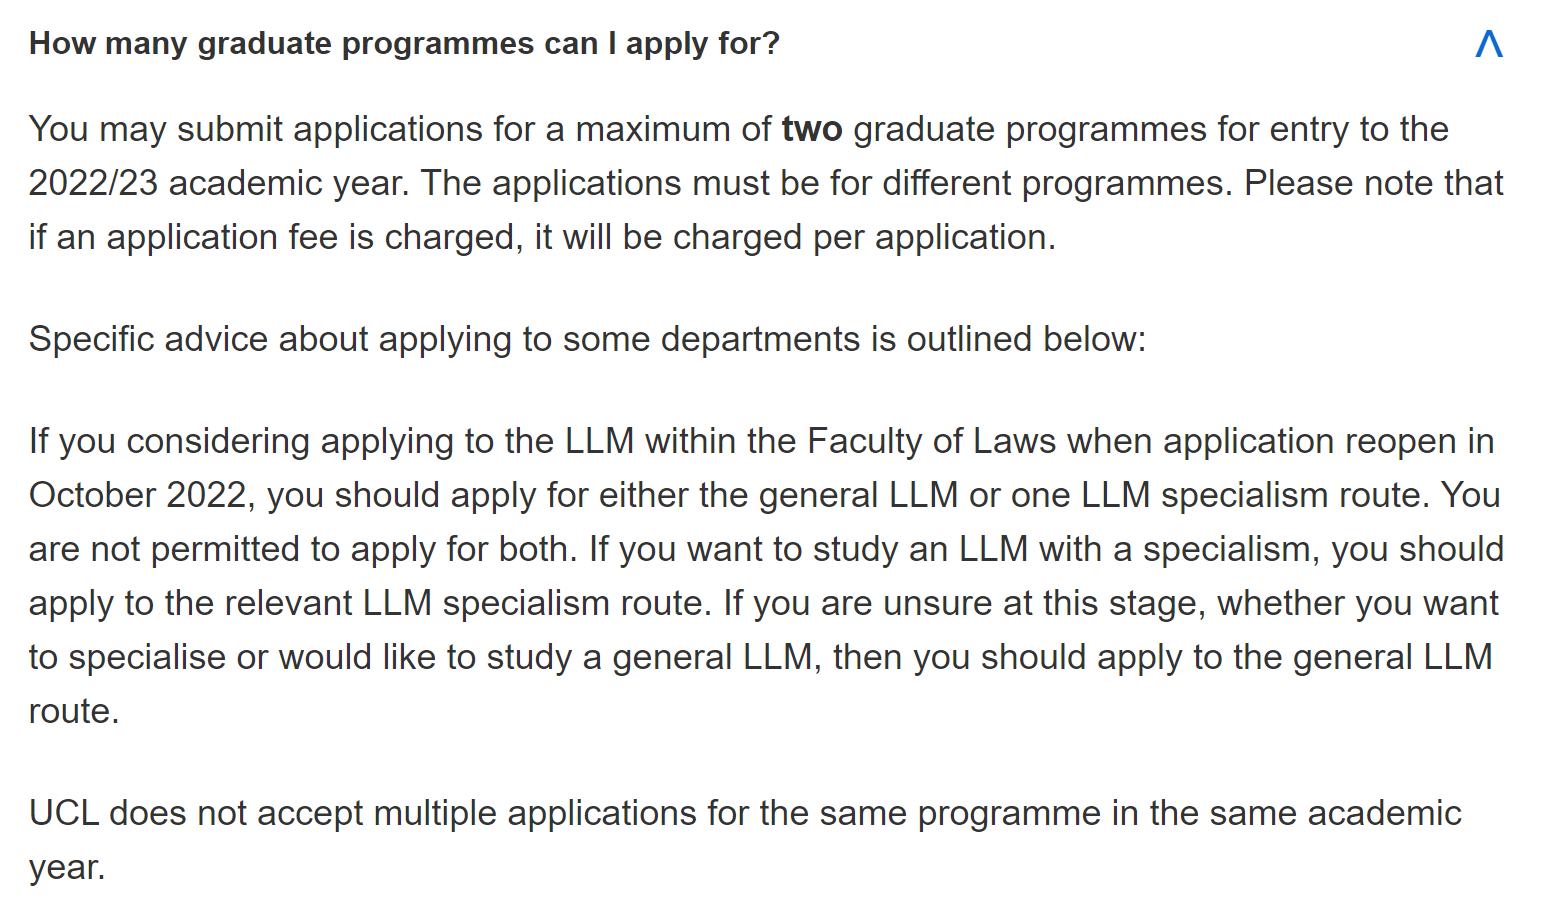 How many graduate programmes can I apply for?
You may submit applications for a maximum of two graduate programmes for entry to the
2022/23 academic year. The applications must be for different programmes. Please note that
if an application fee is charged, it will be charged per application.
Specific advice about applying to some departments is outlined below:
If you considering applying to the LLM within the Faculty of Laws when application reopen in
October 2022, you should apply for either the general LLM or one LLM specialism route. You
are not permitted to apply for both. If you want to study an LLM with a specialism, you should
apply to the relevant LLM specialism route. If you are unsure at this stage, whether you want
to specialise or would like to study a general LLM, then you should apply to the general LLM
route.
UCL does not accept multiple applications for the same programme in the same academic
year.